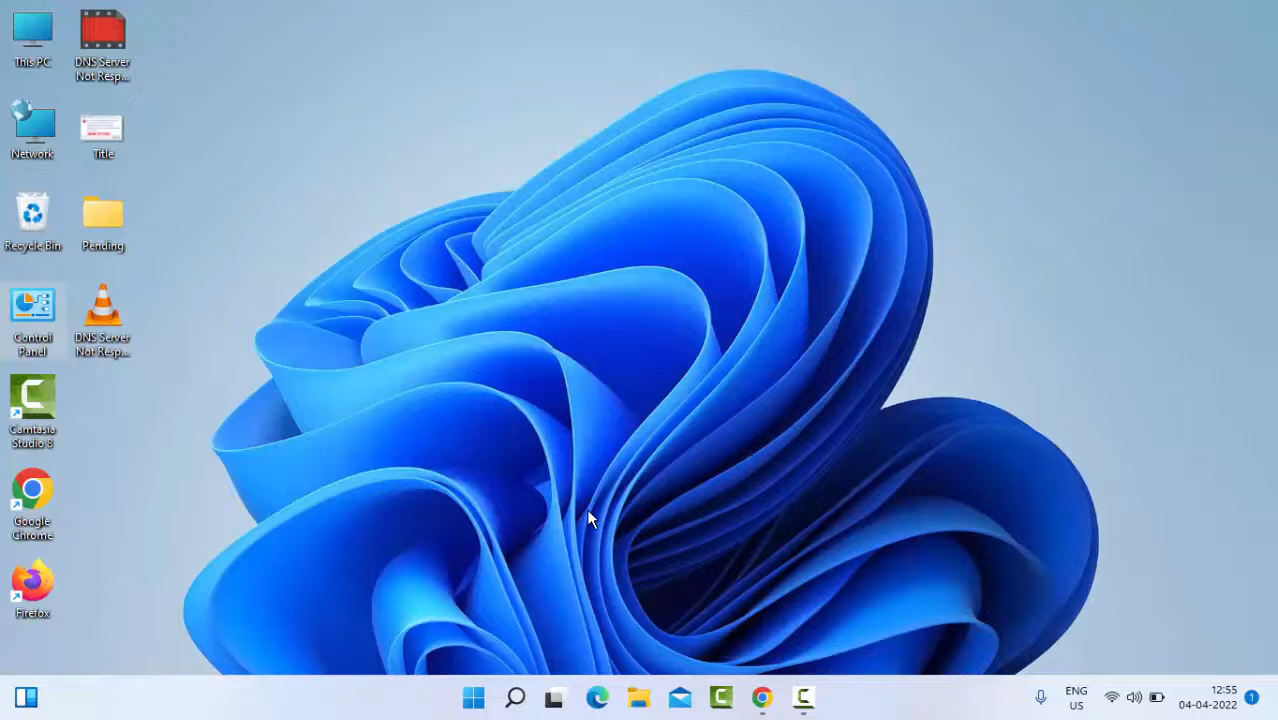 This PC
DNS Server
Not Resp...
Network
Title
Recycle Bin
Pending
Control
Panel
DNS Server
Not Resp...
Camtasia
Studio 8
Google
Chrome
Firefox
ENG
US
12:55
04-04-2022
1